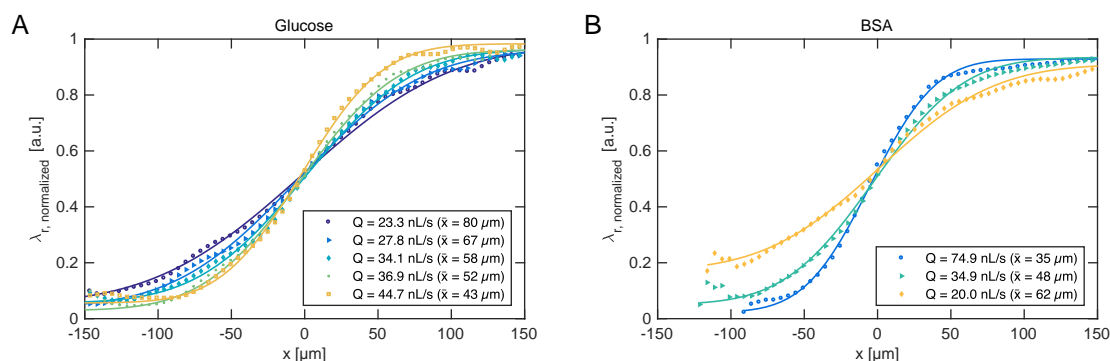 A
Glucose
1
0.8
0.6
0.4
0.2
0
λr, normalized [a.u.]
Q = 23.3 nL/s (x̄ = 80 µm)
Q = 27.8 nL/s (x̄ = 67 µm)
Q = 34.1 nL/s (x̄ = 58 µm)
Q = 36.9 nL/s (x̄ = 52 µm)
Q = 44.7 nL/s (x̄ = 43 µm)
-150 -100 -50 0 50 100 150
x [µm]
B
BSA
1
0.8
0.6
0.4
0.2
0
λr, normalized [a.u.]
Q = 74.9 nL/s (x̄ = 35 µm)
Q = 34.9 nL/s (x̄ = 48 µm)
Q = 20.0 nL/s (x̄ = 62 µm)
-150 -100 -50 0 50 100 150
x [µm]